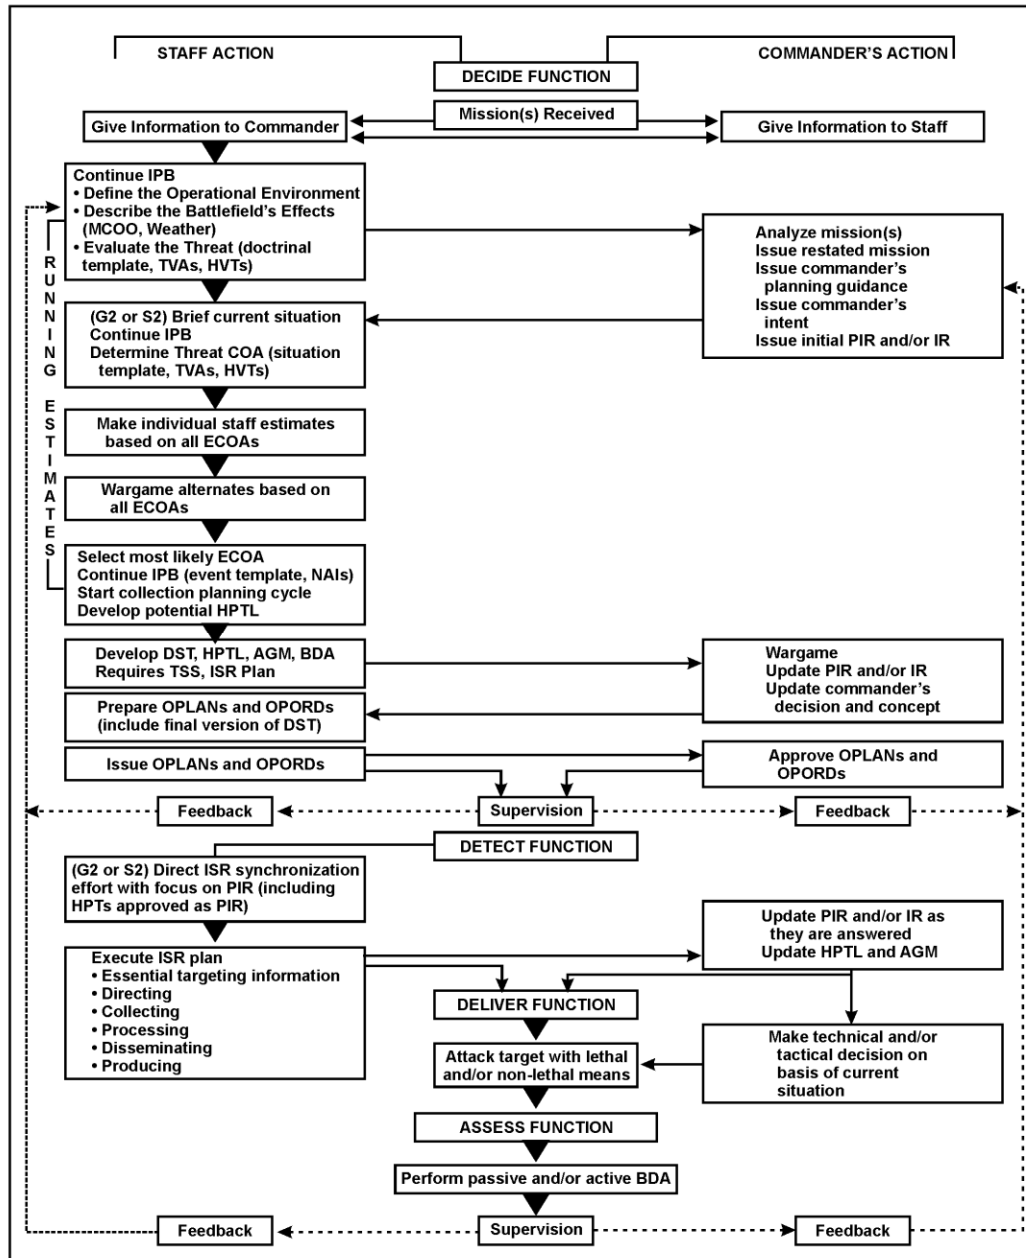 STAFF ACTION
COMMANDER'S ACTION
DECIDE FUNCTION
Mission(s) Received
Give Information to Commander
Give Information to Staff
Continue IPB
• Define the Operational Environment
• Describe the Battlefield's Effects
(MCOO, Weather)
• Evaluate the Threat (doctrinal
template, TVAs, HVTs)
Analyze mission(s)
Issue restated mission
Issue commander's
planning guidance
Issue commander's
intent
Issue initial PIR and/or IR
RUNNING ESTIMATES
(G2 or S2) Brief current situation
Continue IPB
Determine Threat COA (situation
template, TVAs, HVTs)
Make individual staff estimates
based on all ECOAs
Wargame alternates based on
all ECOAs
Select most likely ECOA
Continue IPB (event template, NAIs)
Start collection planning cycle
Develop potential HPTL
Develop DST, HPTL, AGM, BDA
Requires TSS, ISR Plan
Wargame
Update PIR and/or IR
Update commander's
decision and concept
Prepare OPLANs and OPORDs
(include final version of DST)
Issue OPLANs and OPORDs
Approve OPLANs and
OPORDs
Feedback
Supervision
Feedback
DETECT FUNCTION
(G2 or S2) Direct ISR synchronization
effort with focus on PIR (including
HPTs approved as PIR)
Update PIR and/or IR as
they are answered
Update HPTL and AGM
Execute ISR plan
• Essential targeting information
• Directing
• Collecting
• Processing
• Disseminating
• Producing
DELIVER FUNCTION
Attack target with lethal
and/or non-lethal means
Make technical and/or
tactical decision on
basis of current
situation
ASSESS FUNCTION
Perform passive and/or active BDA
Feedback
Supervision
Feedback